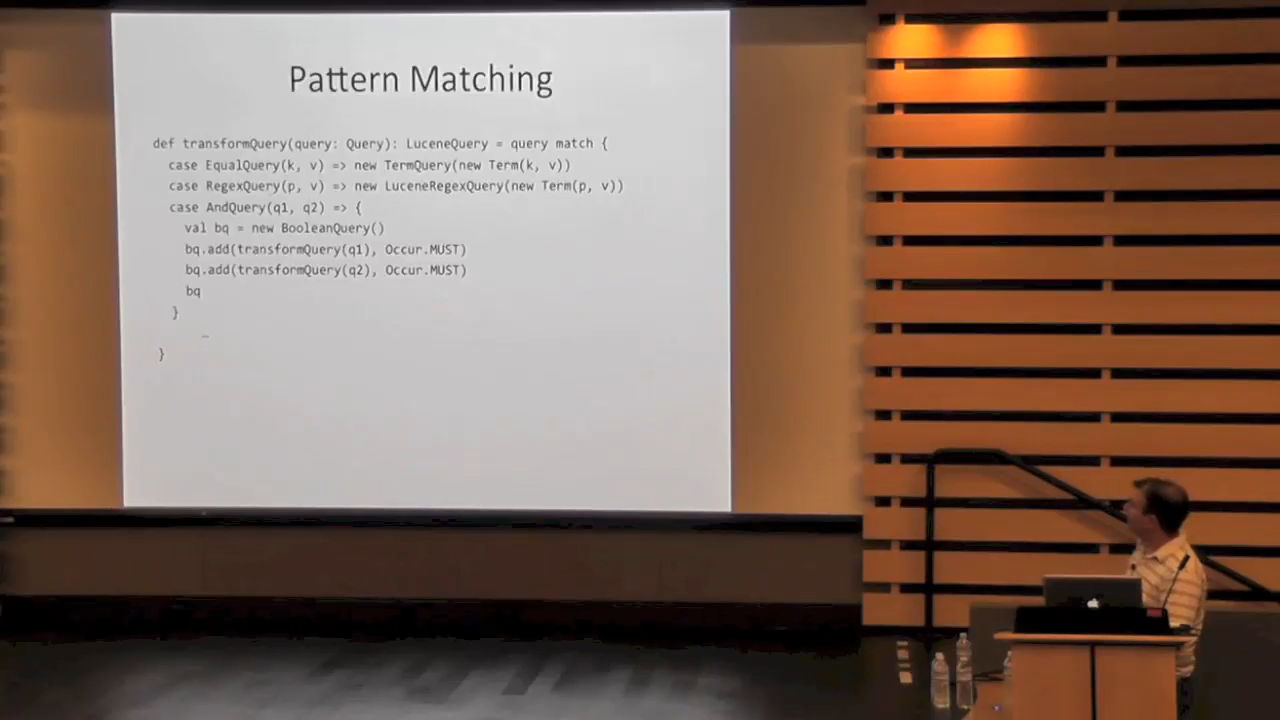 Pattern Matching
def transformQuery(query: Query): LuceneQuery = query match {
case EqualQuery(k, v) => new TermQuery(new Term(k, v))
case RegexQuery(p, v) => new LuceneRegexQuery(new Term(p, v))
case AndQuery(q1, q2) => {
val bq = new BooleanQuery()
bq.add(transformQuery(q1), Occur.MUST)
bq.add(transformQuery(q2), Occur.MUST)
bq
}
…
}